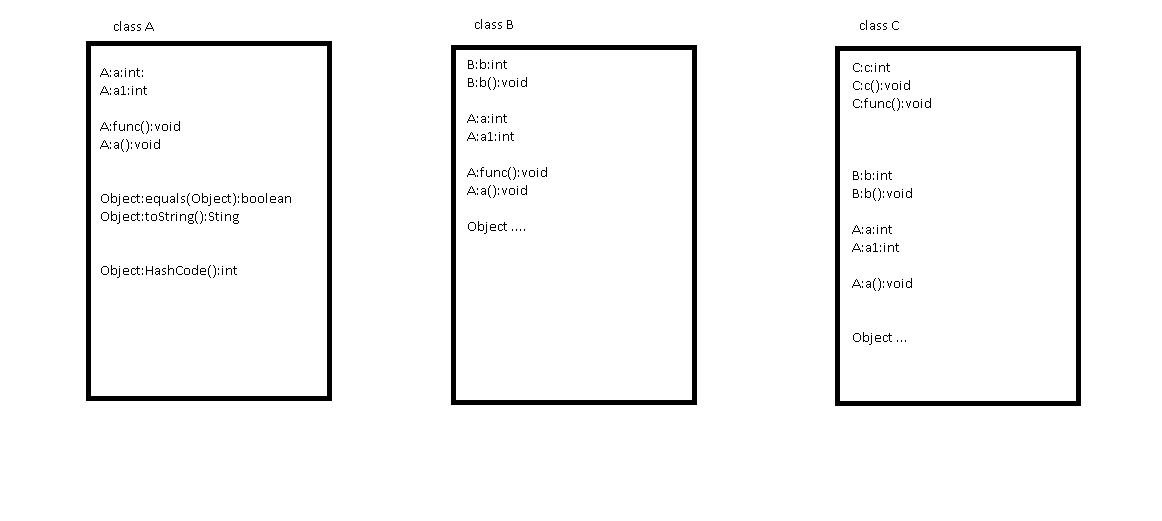 class A
A:a:int:
A:a1:int
A:func():void
A:a():void
Object:equals(Object):boolean
Object:toString():Sting
Object:HashCode():int
class B
B:b:int
B:b():void
A:a:int
A:a1:int
A:func():void
A:a():void
Object ....
class C
C:c:int
C:c():void
C:func():void
B:b:int
B:b():void
A:a:int
A:a1:int
A:a():void
Object ...